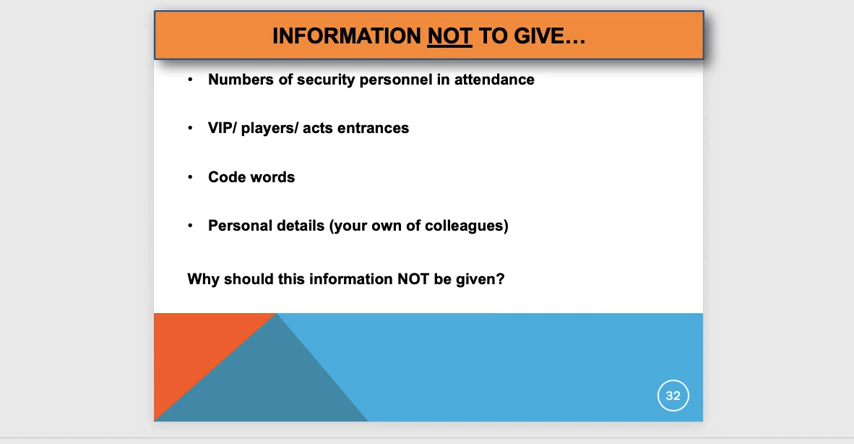 INFORMATION NOT TO GIVE…
• Numbers of security personnel in attendance
• VIP/ players/ acts entrances
• Code words
• Personal details (your own of colleagues)
Why should this information NOT be given?
32